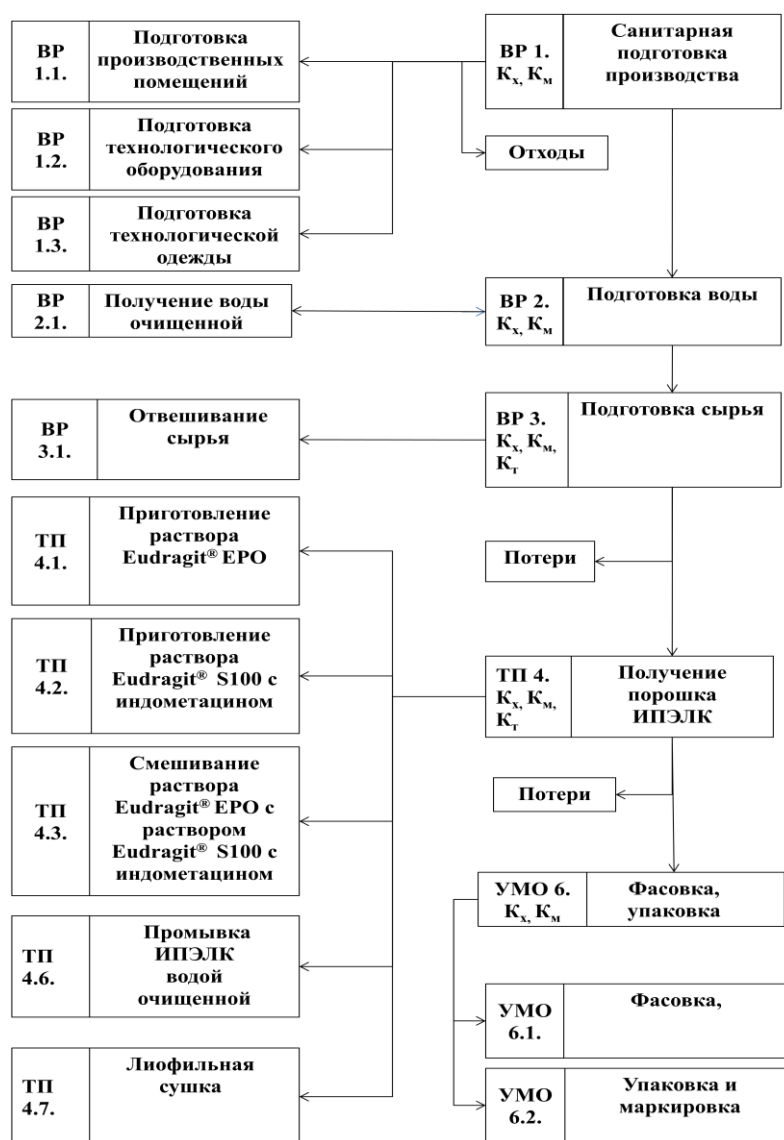 ВР 1.1.
Подготовка
производственных
помещений
ВР 1.
Кх, Км
Санитарная
подготовка
производства
ВР 1.2.
Подготовка
технологического
оборудования
Отходы
ВР 1.3.
Подготовка
технологической
одежды
ВР 2.1.
Получение воды
очищенной
ВР 2.
Кх, Км
Подготовка воды
ВР 3.1.
Отвешивание
сырья
ВР 3.
Кх, Км,
Кт
Подготовка сырья
ТП 4.1.
Приготовление
раствора
Eudragit® EPO
Потери
ТП 4.2.
Приготовление
раствора
Eudragit® S100 с
индометацином
ТП 4.
Кх, Км,
Кт
Получение
порошка
ИПЭЛК
ТП 4.3.
Смешивание
раствора
Eudragit® EPO с
раствором
Eudragit® S100 с
индометацином
Потери
УМО 6.
Кх, Км
Фасовка,
упаковка
ТП 4.6.
Промывка
ИПЭЛК
водой
очищенной
УМО 6.1.
Фасовка,
ТП 4.7.
Лиофильная
сушка
УМО 6.2.
Упаковка и
маркировка